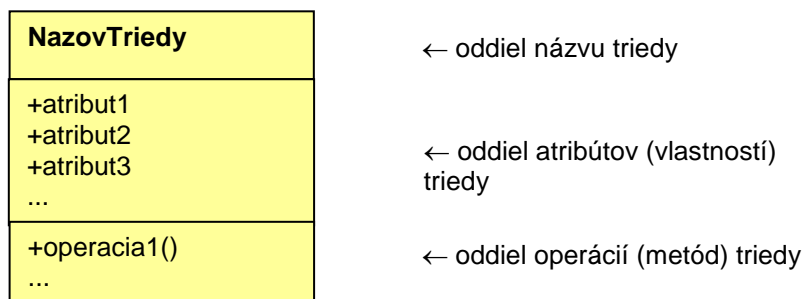 NazovTriedy
← oddiel názvu triedy
+atribut1
+atribut2
+atribut3
...
← oddiel atribútov (vlastností)
triedy
+operacia1()
...
← oddiel operácií (metód) triedy